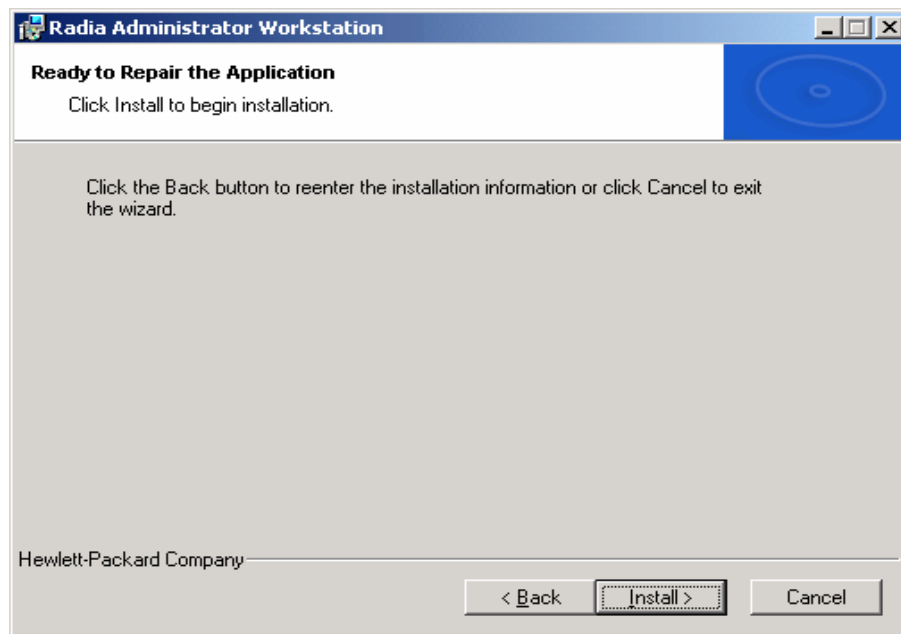 Radia Administrator Workstation
Ready to Repair the Application
Click Install to begin installation.
Click the Back button to reenter the installation information or click Cancel to exit
the wizard.
Hewlett-Packard Company
< Back
Install >
Cancel